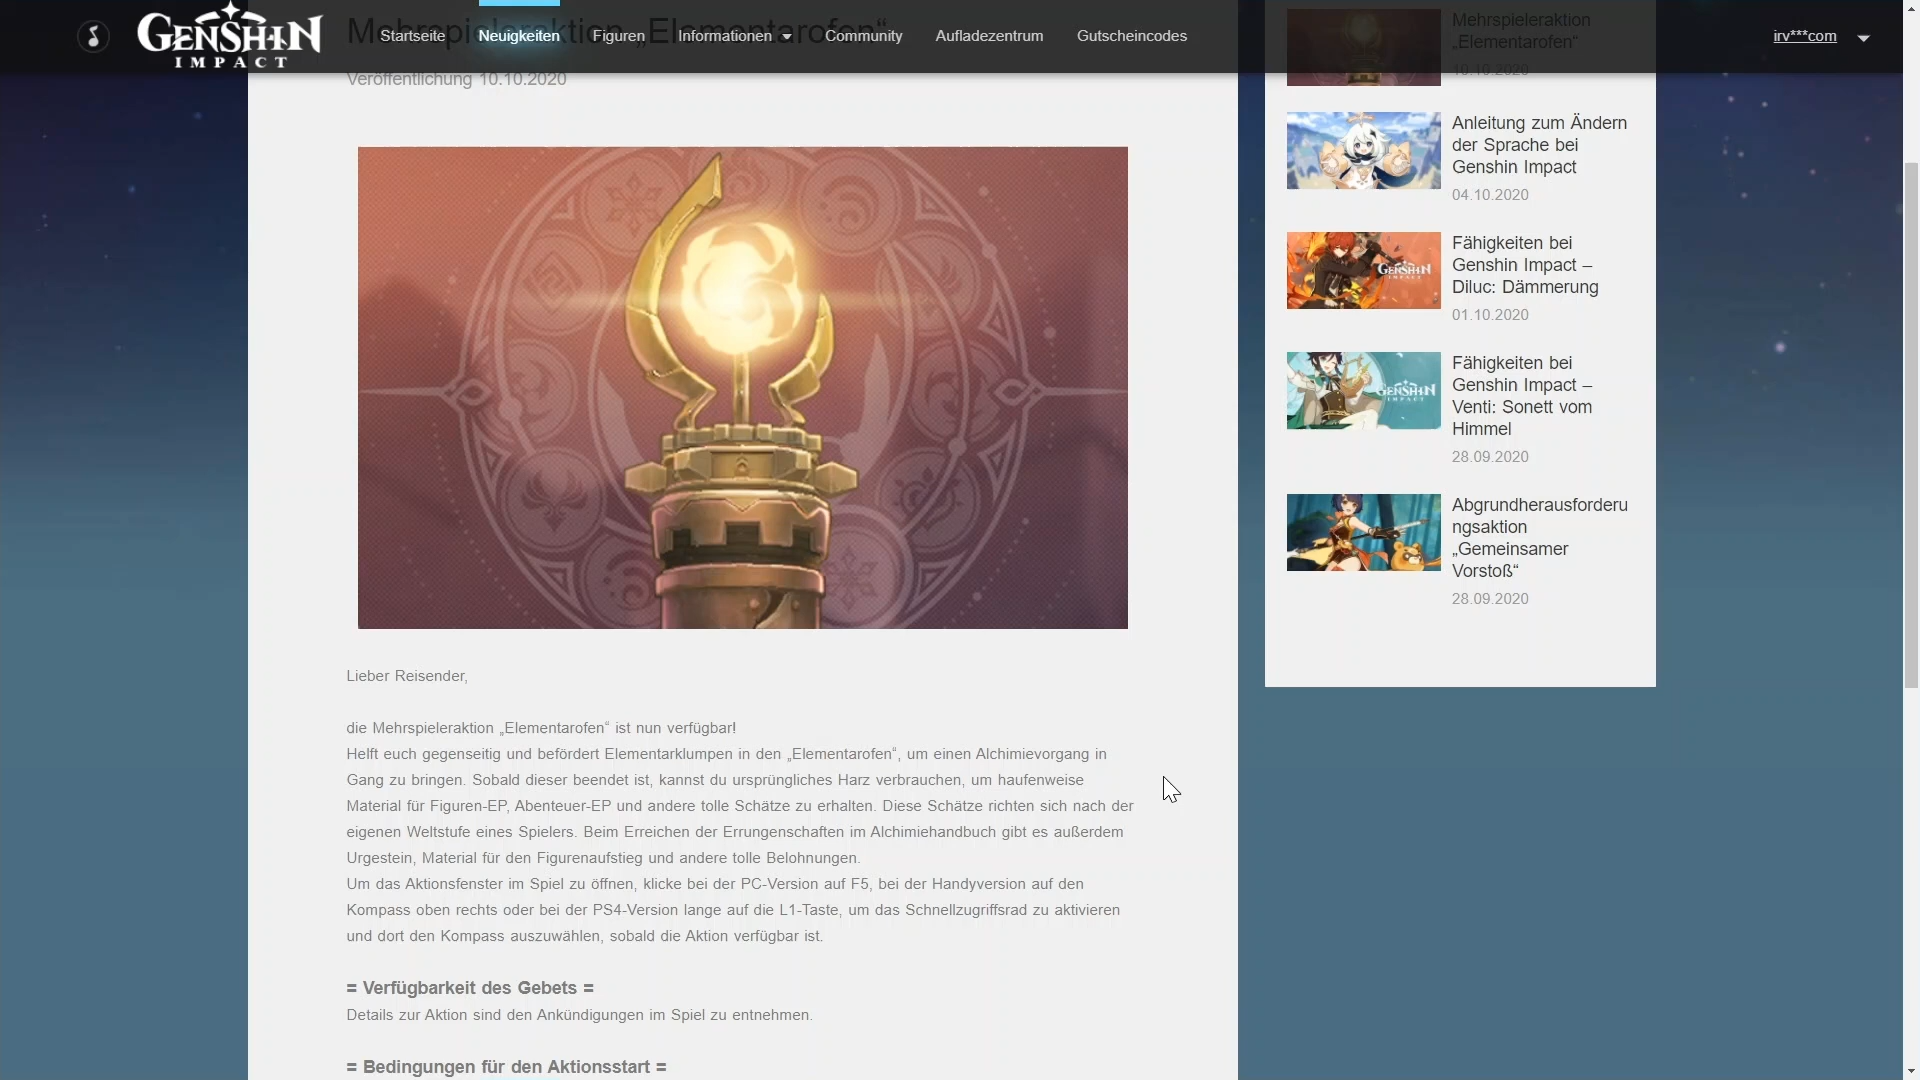 GENSHIN
IMPACT
Startseite
Neuigkeiten
Figuren
Informationen
Community
Aufladezentrum
Gutscheincodes
irv***com
Mehrspieleraktion „Elementarofen“
Veröffentlichung 10.10.2020
Lieber Reisender,
die Mehrspieleraktion „Elementarofen“ ist nun verfügbar!
Helft euch gegenseitig und befördert Elementarklumpen in den „Elementarofen“, um einen Alchimievorgang in
Gang zu bringen. Sobald dieser beendet ist, kannst du ursprüngliches Harz verbrauchen, um haufenweise
Material für Figuren-EP, Abenteuer-EP und andere tolle Schätze zu erhalten. Diese Schätze richten sich nach der
eigenen Weltstufe eines Spielers. Beim Erreichen der Errungenschaften im Alchimiehandbuch gibt es außerdem
Urgestein, Material für den Figurenaufstieg und andere tolle Belohnungen.
Um das Aktionsfenster im Spiel zu öffnen, klicke bei der PC-Version auf F5, bei der Handyversion auf den
Kompass oben rechts oder bei der PS4-Version lange auf die L1-Taste, um das Schnellzugriffsrad zu aktivieren
und dort den Kompass auszuwählen, sobald die Aktion verfügbar ist.
= Verfügbarkeit des Gebets =
Details zur Aktion sind den Ankündigungen im Spiel zu entnehmen.
= Bedingungen für den Aktionsstart =
Mehrspieleraktion
„Elementarofen“
10.10.2020
Anleitung zum Ändern
der Sprache bei
Genshin Impact
04.10.2020
GENSHIN
IMPACT
Fähigkeiten bei
Genshin Impact –
Diluc: Dämmerung
01.10.2020
GENSHIN
IMPACT
Fähigkeiten bei
Genshin Impact –
Venti: Sonett vom
Himmel
28.09.2020
Abgrundherausforderu
ngsaktion
„Gemeinsamer
Vorstoß“
28.09.2020